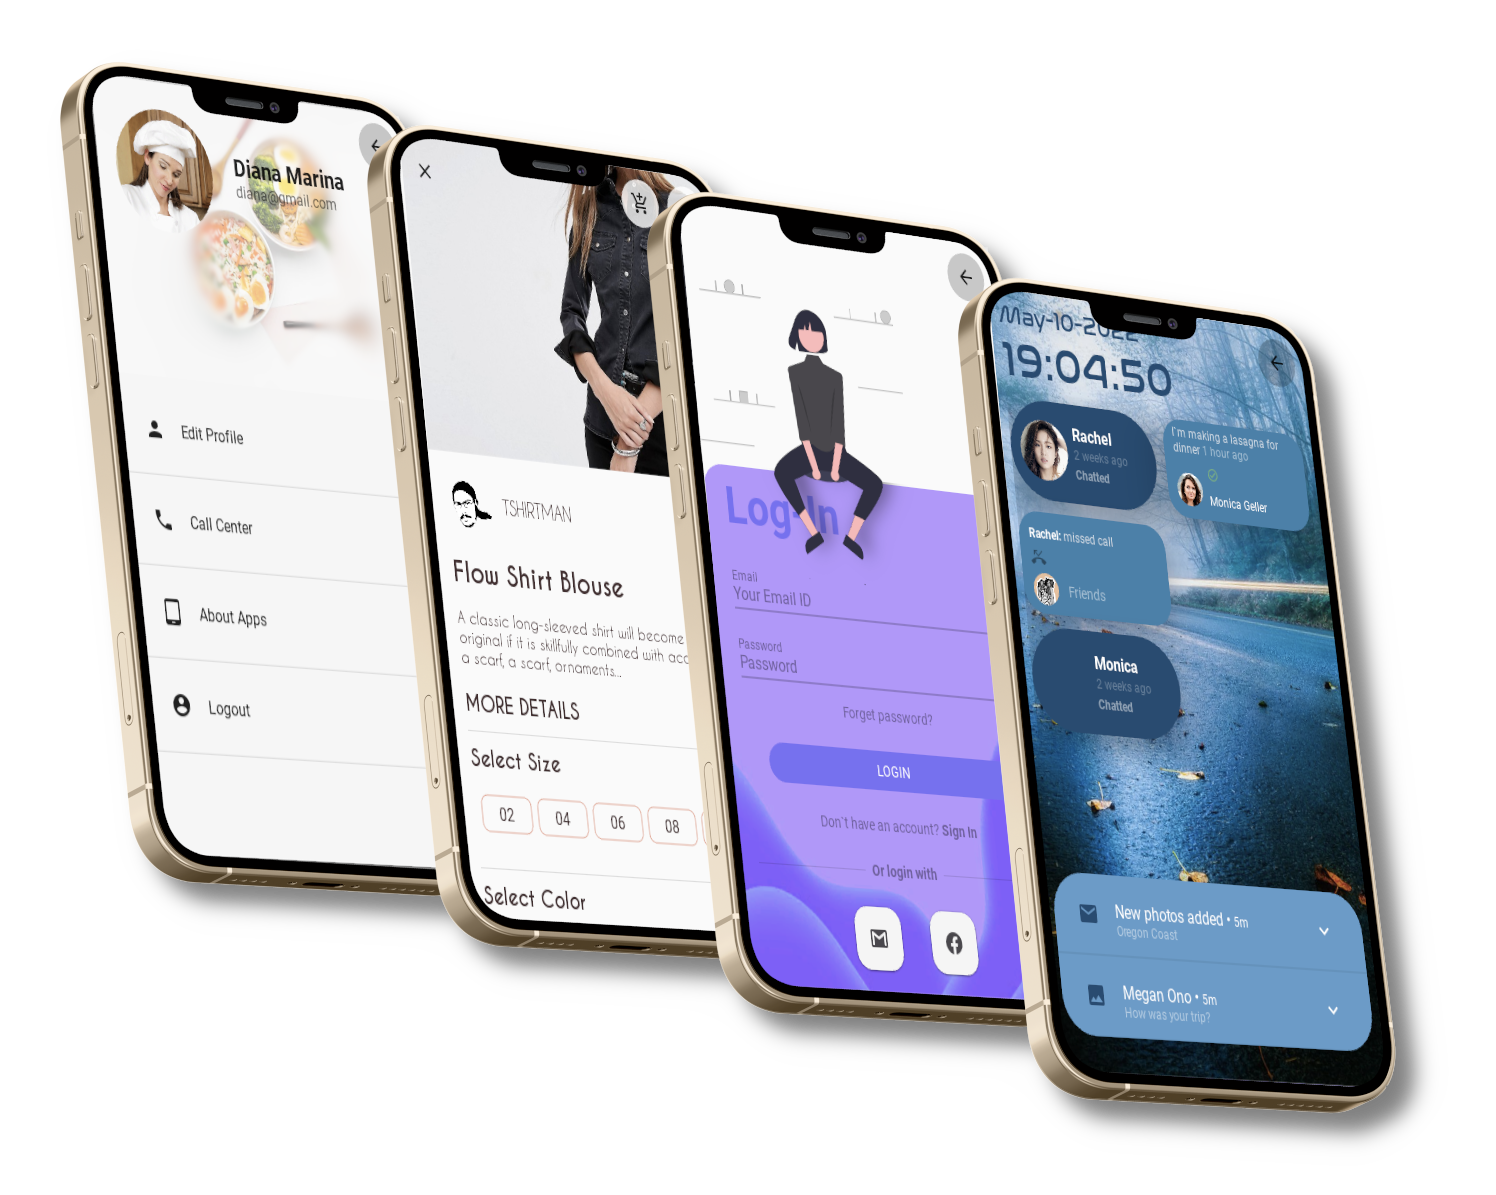 Diana Marina
diana@gmail.com
Edit Profile
Call Center
About Apps
Logout
TSHIRTMAN
Flow Shirt Blouse
A classic long-sleeved shirt will become
original if it is skillfully combined with acc
a scarf, a scarf, ornaments...
MORE DETAILS
Select Size
02 04 06 08
Select Color
Log-In
Email
Your Email ID
Password
Password
Forget password?
LOGIN
Don't have an account? Sign In
Or login with
May-10-2022
19:04:50
Rachel
2 weeks ago
Chatted
I'm making a lasagna for
dinner 1 hour ago
Monica Geller
Rachel: missed call
Friends
Monica
2 weeks ago
Chatted
New photos added • 5m
Oregon Coast
Megan Ono • 5m
How was your trip?